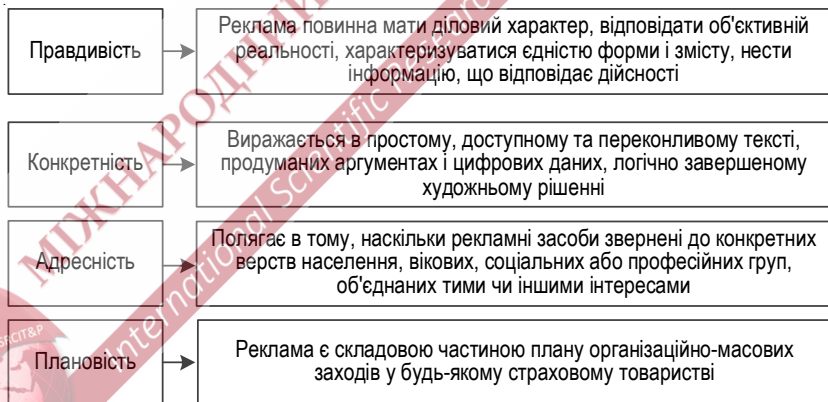 Правдивість
Реклама повинна мати діловий характер, відповідати об'єктивній
реальності, характеризуватися єдністю форми і змісту, нести
інформацію, що відповідає дійсності
Конкретність
Виражається в простому, доступному та переконливому тексті,
продуманих аргументах і цифрових даних, логічно завершеному
художньому рішенні
Адресність
Полягає в тому, наскільки рекламні засоби звернені до конкретних
верств населення, вікових, соціальних або професійних груп,
об'єднаних тими чи іншими інтересами
Плановість
Реклама є складовою частиною плану організаційно-масових
заходів у будь-якому страховому товаристві
МІЖНАРОДНИЙ
International Scientific